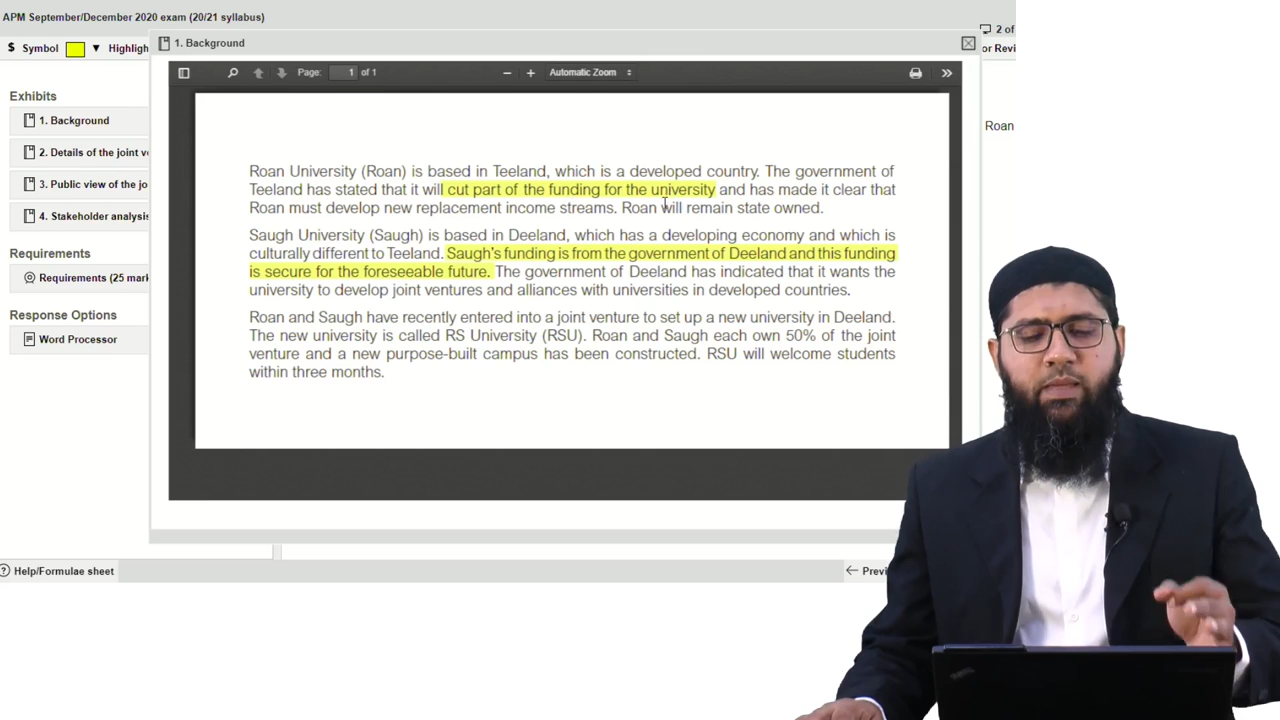 APM September/December 2020 exam (20/21 syllabus)
2 of
$ Symbol ▼ Highligh
1. Background
or Revi
Page: 1 of 1
Automatic Zoom
Exhibits
1. Background
2. Details of the joint v
3. Public view of the jo
4. Stakeholder analysis
Requirements
Requirements (25 mark
Response Options
Word Processor
Roan
Roan University (Roan) is based in Teeland, which is a developed country. The government of
Teeland has stated that it will cut part of the funding for the university and has made it clear that
Roan must develop new replacement income streams. Roan will remain state owned.
Saugh University (Saugh) is based in Deeland, which has a developing economy and which is
culturally different to Teeland. Saugh's funding is from the government of Deeland and this funding
is secure for the foreseeable future. The government of Deeland has indicated that it wants the
university to develop joint ventures and alliances with universities in developed countries.
Roan and Saugh have recently entered into a joint venture to set up a new university in Deeland.
The new university is called RS University (RSU). Roan and Saugh each own 50% of the joint
venture and a new purpose-built campus has been constructed. RSU will welcome students
within three months.
Help/Formulae sheet
Previ